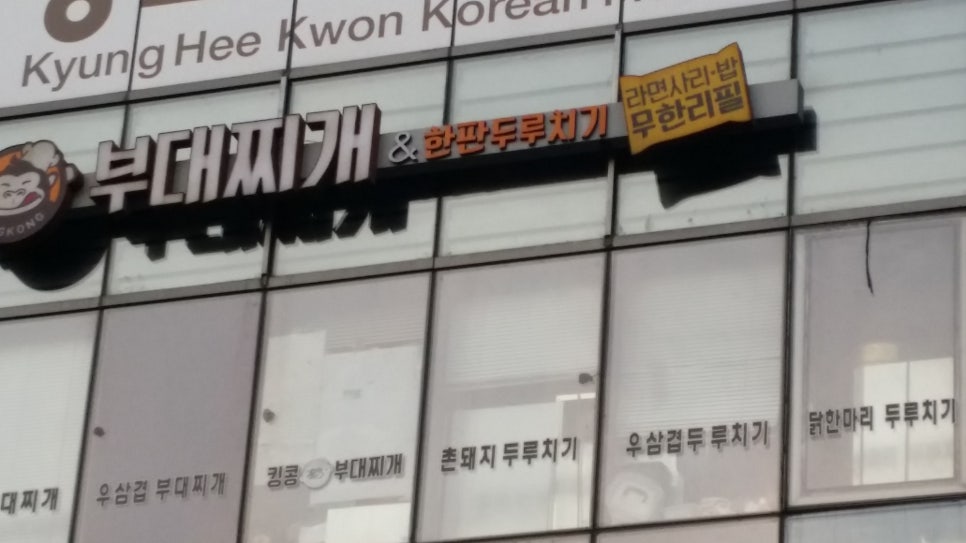 Kyung Hee Kwon Korean
부대찌개 & 한판두루치기
라면사리·밥
무한리필
KONG
대찌개
우삼겹 부대찌개
킹콩 부대찌개
촌돼지 두루치기
우삼겹 두루치기
닭한마리 두루치기